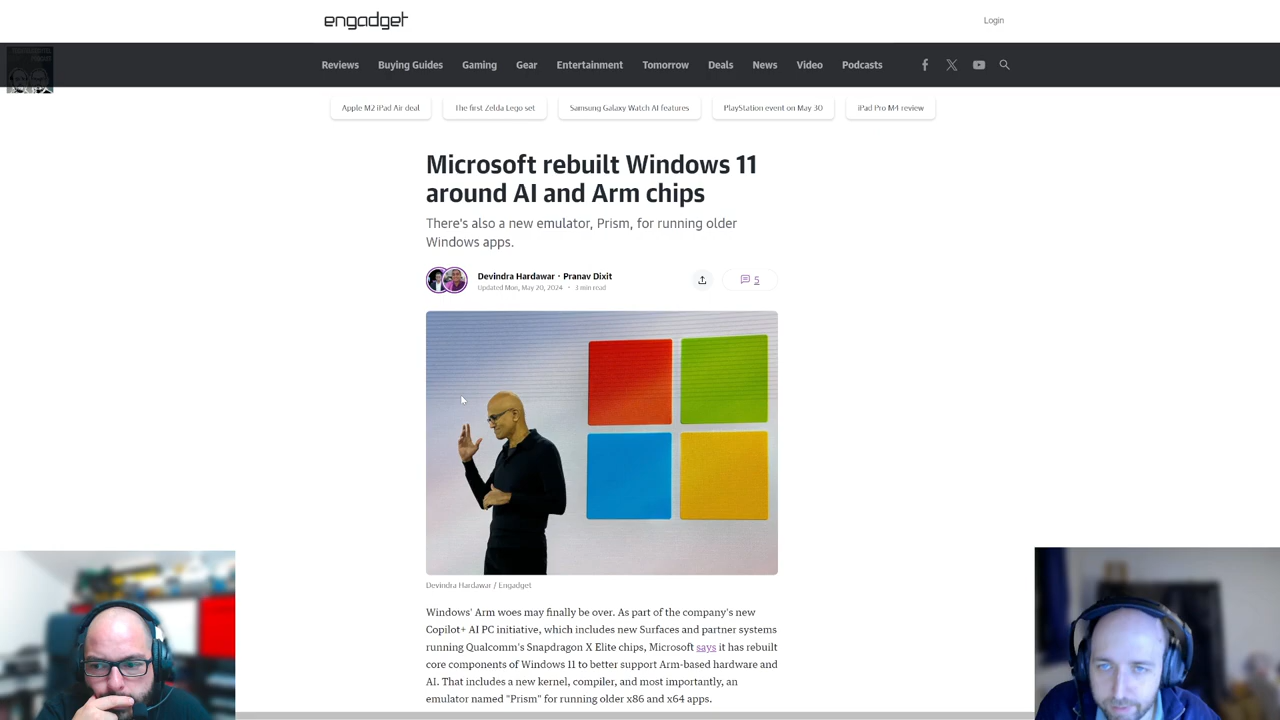 engadget
Login
Reviews Buying Guides Gaming Gear Entertainment Tomorrow Deals News Video Podcasts
Apple M2 iPad Air deal
The first Zelda Lego set
Samsung Galaxy Watch AI features
PlayStation event on May 30
iPad Pro M4 review
Microsoft rebuilt Windows 11
around AI and Arm chips
There's also a new emulator, Prism, for running older
Windows apps.
Devindra Hardawar · Pranav Dixit
Updated Mon, May 20, 2024 · 3 min read
5
Devindra Hardawar / Engadget
Windows' Arm woes may finally be over. As part of the company's new
Copilot+ AI PC initiative, which includes new Surfaces and partner systems
running Qualcomm's Snapdragon X Elite chips, Microsoft says it has rebuilt
core components of Windows 11 to better support Arm-based hardware and
AI. That includes a new kernel, compiler, and most importantly, an
emulator named "Prism" for running older x86 and x64 apps.